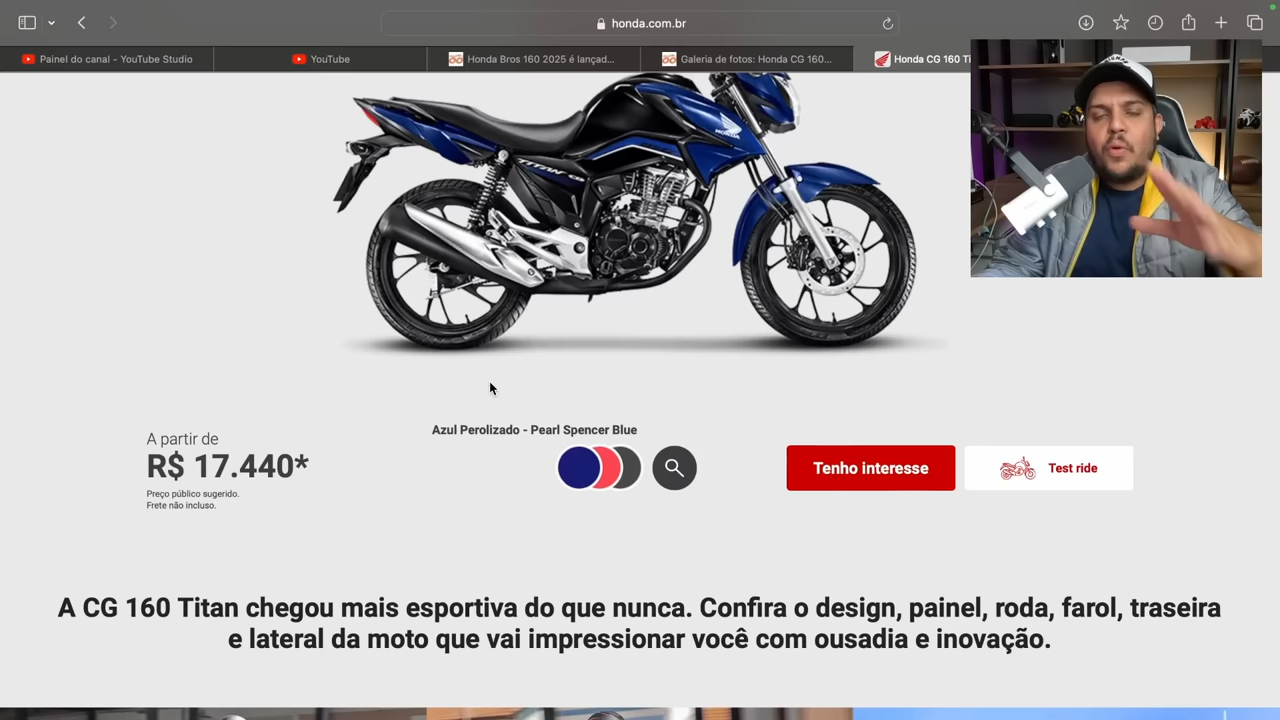 honda.com.br
Painel do canal - YouTube Studio
YouTube
Honda Bros 160 2025 é lançad...
Galeria de fotos: Honda CG 160...
Honda CG 160 Ti
HONDA
TITAN
A partir de
R$ 17.440*
Preço público sugerido.
Frete não incluso.
Azul Perolizado - Pearl Spencer Blue
Tenho interesse
Test ride
A CG 160 Titan chegou mais esportiva do que nunca. Confira o design, painel, roda, farol, traseira
e lateral da moto que vai impressionar você com ousadia e inovação.